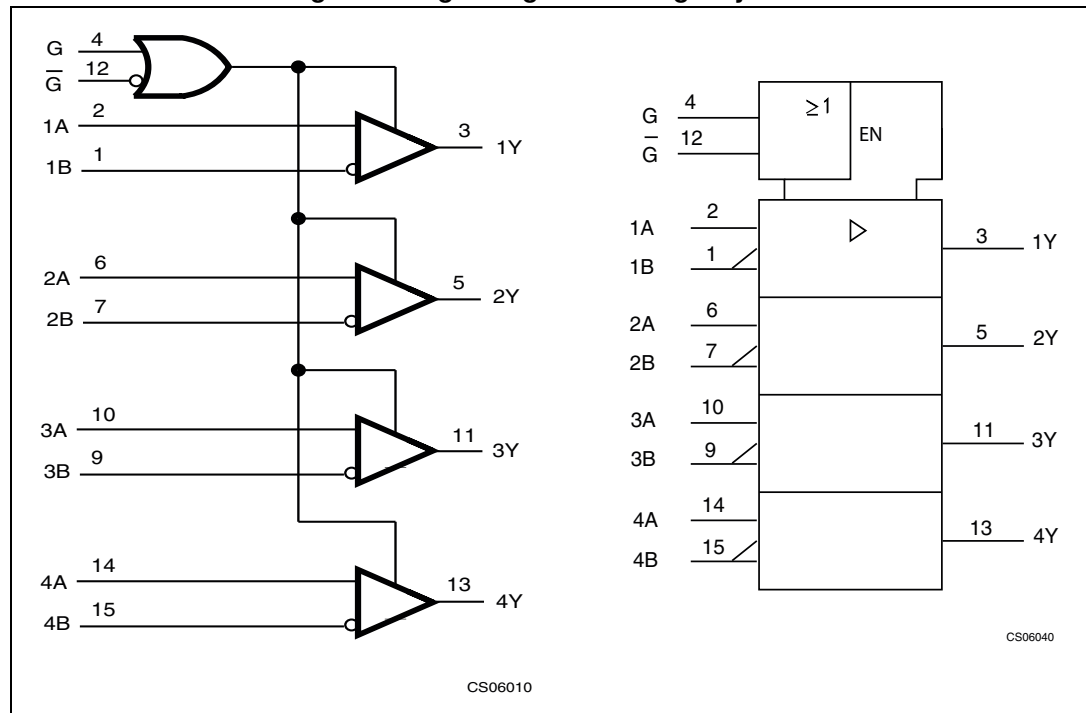 G 4
G̅ 12
1A 2
1B 1
3 1Y
2A 6
2B 7
5 2Y
3A 10
3B 9
11 3Y
4A 14
4B 15
13 4Y
CS06010
G 4
G̅ 12
≥1
EN
1A 2
1B 1
3 1Y
2A 6
2B 7
5 2Y
3A 10
3B 9
11 3Y
4A 14
4B 15
13 4Y
CS06040